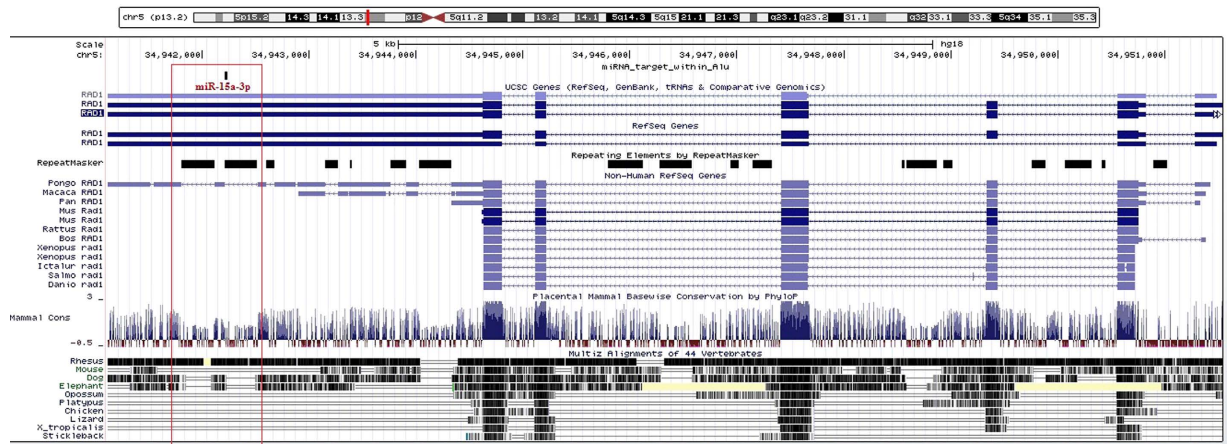 chr5 (p13.2) 5p15.2 14.3 14.1 13.3 p12 5q11.2 13.2 14.1 5q14.3 5q15 21.1 21.3 q23.1 q23.2 31.1 q32 33.1 33.3 5q34 35.1 35.3
Scale 5 kb hg18
chr5: 34,942,000 34,943,000 34,944,000 34,945,000 34,946,000 34,947,000 34,948,000 34,949,000 34,950,000 34,951,000
miRNA_target_within_Alu
miR-15a-3p
UCSC Genes (RefSeq, GenBank, tRNAs & Comparative Genomics)
RAD1
RAD1
RAD1
RefSeq Genes
RAD1
RAD1
Repeating Elements by RepeatMasker
RepeatMasker
Non-Human RefSeq Genes
Pongo RAD1
Macaca RAD1
Pan RAD1
Mus Rad1
Mus Rad1
Rattus Rad1
Bos RAD1
Xenopus rad1
Xenopus rad1
Ictalur rad1
Salmo rad1
Danio rad1
Placental Mammal Basewise Conservation by PhyloP
3 _
Mammal Cons
-0.5 _
Multiz Alignments of 44 Vertebrates
Rhesus
Mouse
Dog
Elephant
Opossum
Platypus
Chicken
Lizard
X_tropicalis
Stickleback